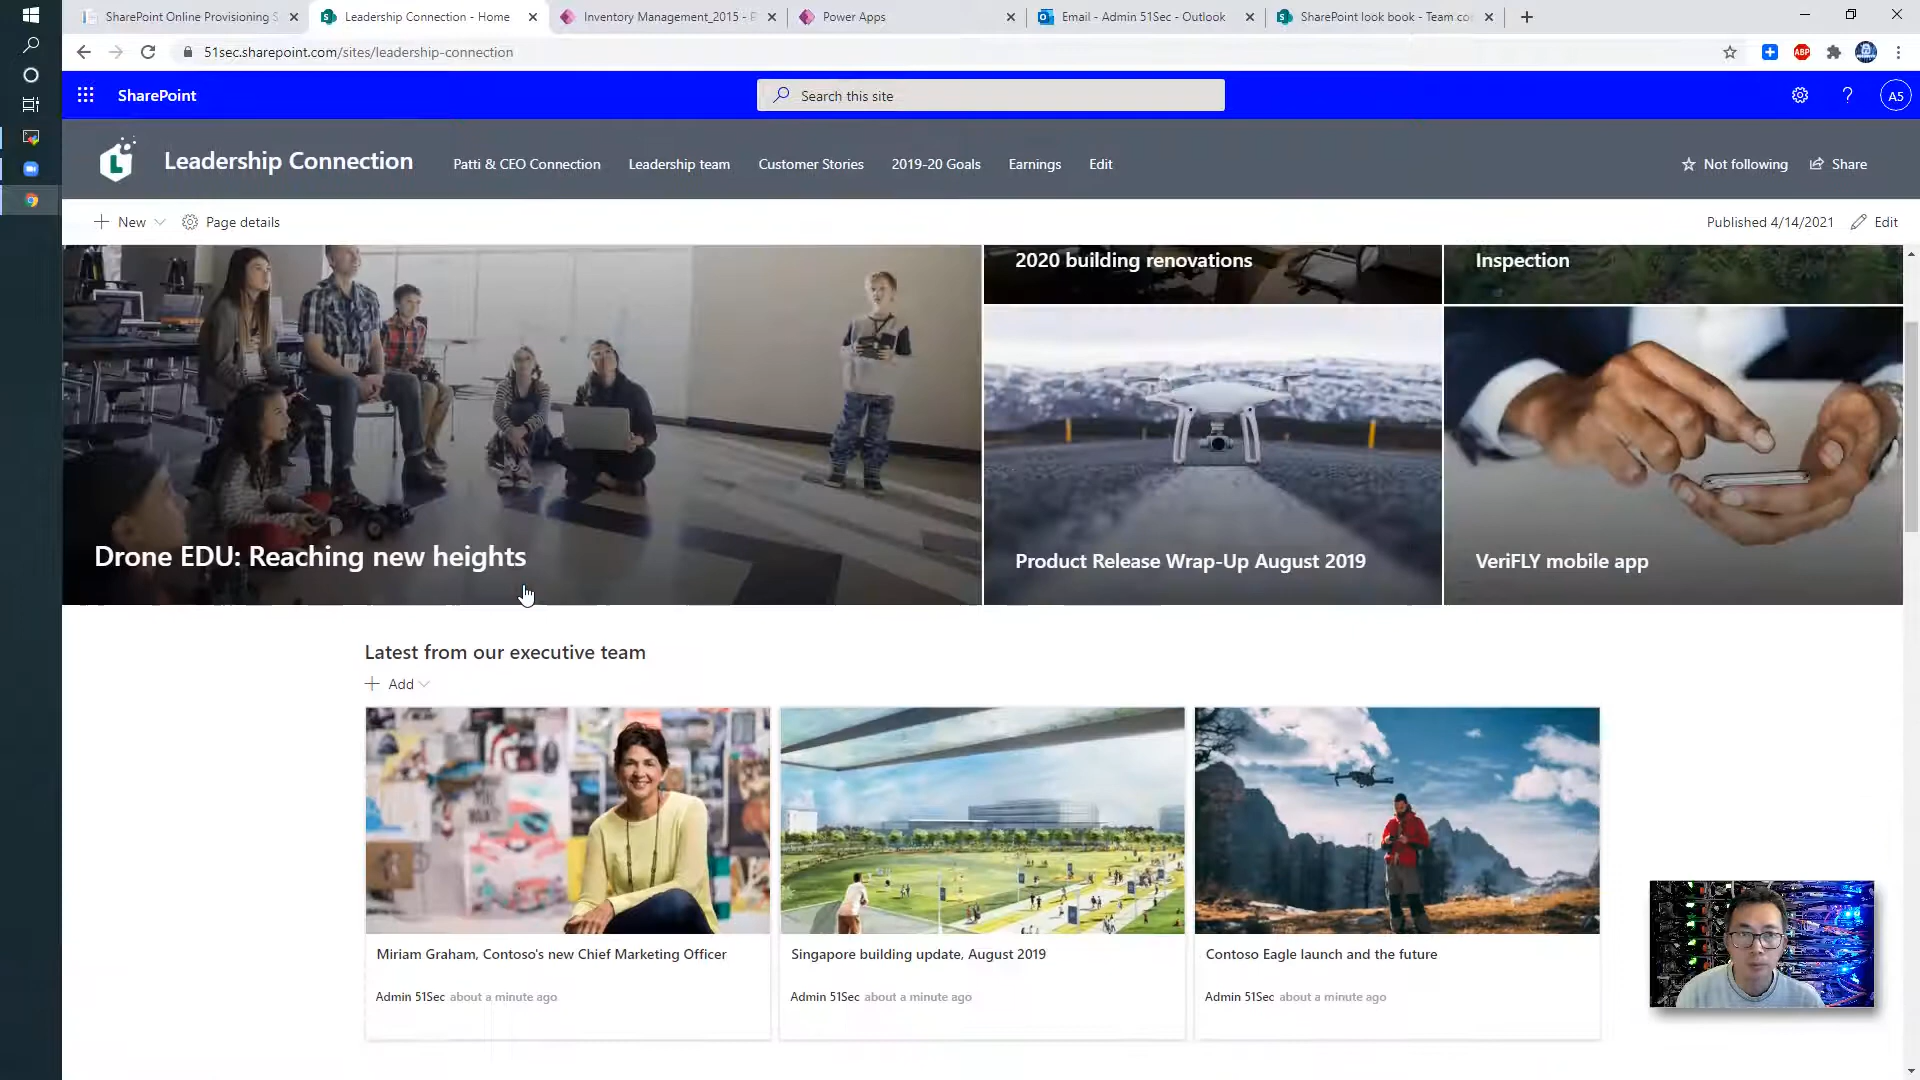 SharePoint Online Provisioning S
Leadership Connection - Home
Inventory Management_2015 - P
Power Apps
Email - Admin 51Sec - Outlook
SharePoint look book - Team co
51sec.sharepoint.com/sites/leadership-connection
ABP
SharePoint
Search this site
?
A5
L
Leadership Connection
Patti & CEO Connection
Leadership team
Customer Stories
2019-20 Goals
Earnings
Edit
Not following
Share
New
Page details
Published 4/14/2021
Edit
2020 building renovations
Inspection
Drone EDU: Reaching new heights
Product Release Wrap-Up August 2019
VeriFLY mobile app
Latest from our executive team
Add
Miriam Graham, Contoso's new Chief Marketing Officer
Singapore building update, August 2019
Contoso Eagle launch and the future
Admin 51Sec about a minute ago
Admin 51Sec about a minute ago
Admin 51Sec about a minute ago